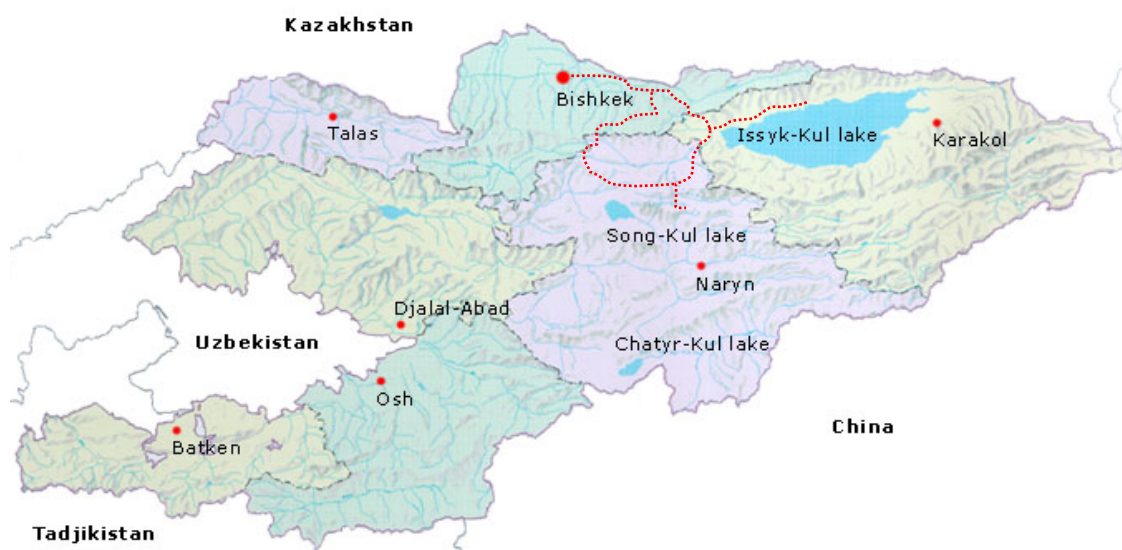 Kazakhstan
Bishkek
Talas
Issyk-Kul lake
Karakol
Song-Kul lake
Naryn
Djalal-Abad
Uzbekistan
Chatyr-Kul lake
Osh
China
Batken
Tadjikistan